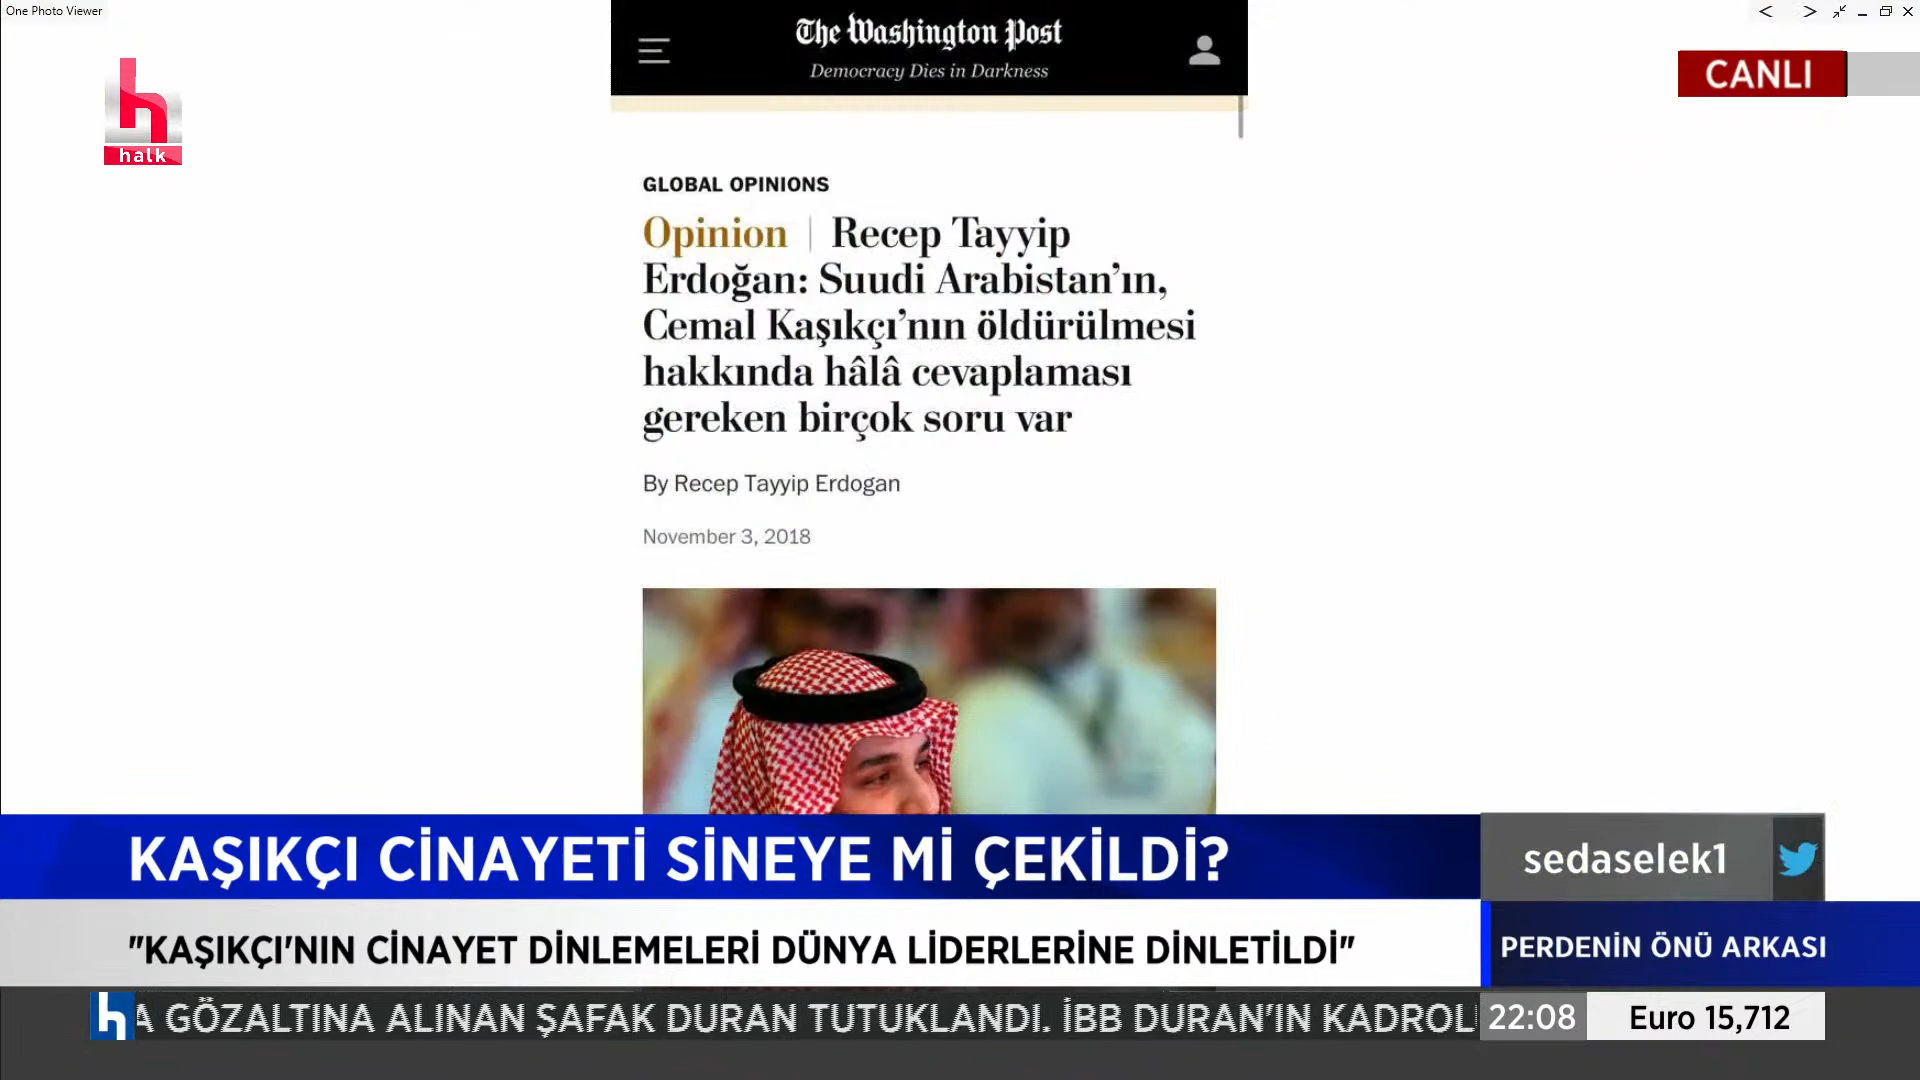 One Photo Viewer
The Washington Post
Democracy Dies in Darkness
halk
CANLI
GLOBAL OPINIONS
Opinion | Recep Tayyip
Erdoğan: Suudi Arabistan’ın,
Cemal Kaşıkçı’nın öldürülmesi
hakkında hâlâ cevaplaması
gereken birçok soru var
By Recep Tayyip Erdogan
November 3, 2018
KAŞIKÇI CİNAYETİ SİNEYE Mİ ÇEKİLDİ?
sedaselek1
"KAŞIKÇI'NIN CİNAYET DİNLEMELERİ DÜNYA LİDERLERİNE DİNLETİLDİ"
PERDENİN ÖNÜ ARKASI
A GÖZALTINA ALINAN ŞAFAK DURAN TUTUKLANDI. İBB DURAN'IN KADROL
22:08
Euro 15,712